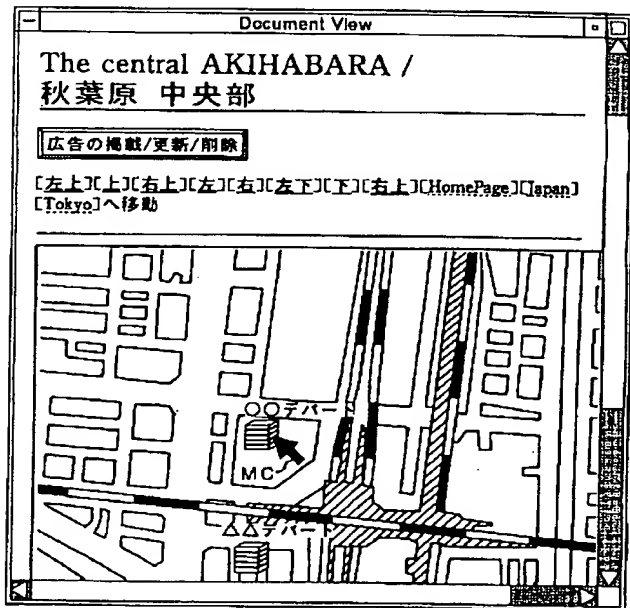 Document View
The central AKIHABARA /
秋葉原 中央部
広告の掲載/更新/削除
[左上][上][右上][左][右][左下][下][右上][HomePage][Japan]
[Tokyo]へ移動
○○デパート
MC
△△デパート